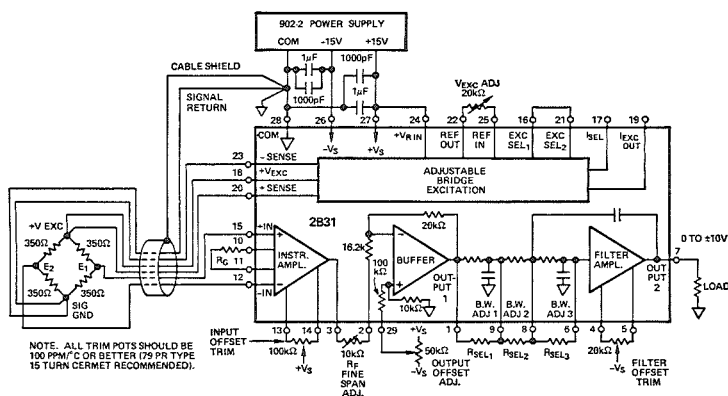 902-2 POWER SUPPLY
COM -15V +15V
1μF
1000pF
1000pF
1μF
CABLE SHIELD
SIGNAL RETURN
V EXC ADJ
20kΩ
28 26 27 24 22 25 16 21 17 19
COM
-VS
+VS
+VR IN
REF OUT
REF IN
EXC SEL1
EXC SEL2
ISEL
IEXC OUT
23 - SENSE
18 +VEXC
20 + SENSE
ADJUSTABLE BRIDGE EXCITATION
2B31
+V EXC
350Ω 350Ω
E2 E1
350Ω 350Ω
SIG GND
15 +IN
10
RG
11
12 -IN
INSTR. AMPL.
16.2k
20kΩ
BUFFER
100 kΩ
10kΩ
OUTPUT 1
B.W. ADJ 1
B.W. ADJ 2
B.W. ADJ 3
FILTER AMPL.
OUTPUT 2
7
0 TO ±10V
LOAD
13 14 3 2 29 1 9 8 6 4 5
INPUT OFFSET TRIM
100kΩ
+VS
10kΩ
RF FINE SPAN ADJ.
+VS
50kΩ
-VS
OUTPUT OFFSET ADJ.
RSEL1
RSEL2
RSEL3
20kΩ
-VS
FILTER OFFSET TRIM
NOTE. ALL TRIM POTS SHOULD BE
100 PPM/°C OR BETTER (79 PR TYPE
15 TURN CERMET RECOMMENDED).